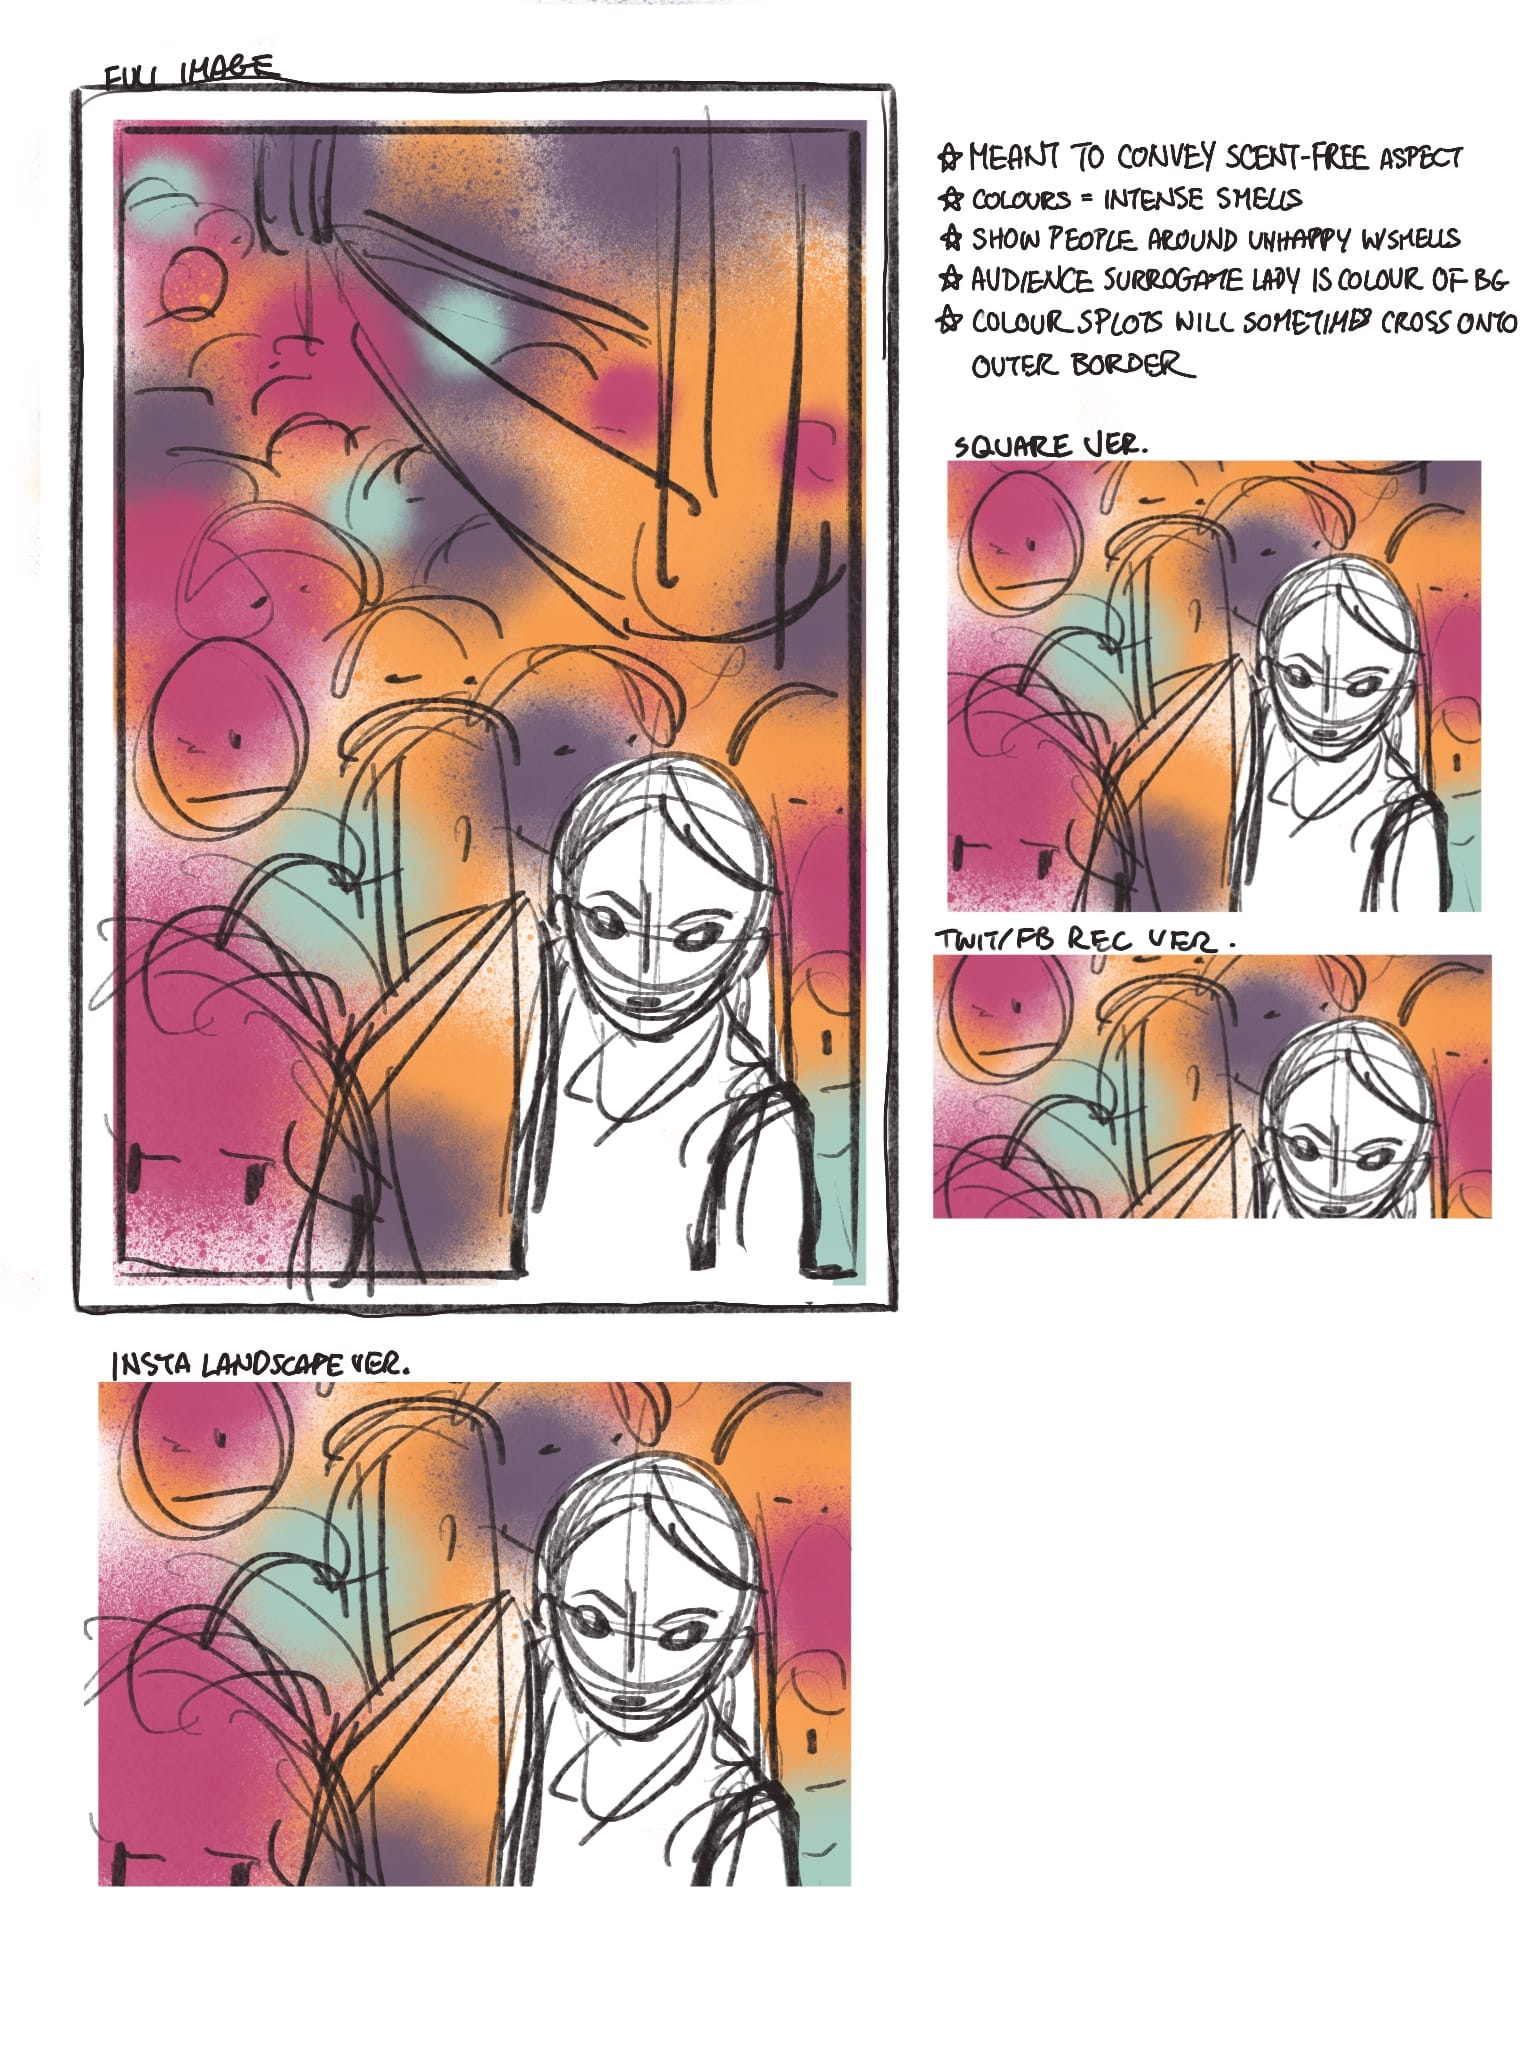 FULL IMAGE
☆ MEANT TO CONVEY SCENT-FREE ASPECT
☆ COLOURS = INTENSE SMELLS
☆ SHOW PEOPLE AROUND UNHAPPY W/SMELLS
☆ AUDIENCE SURROGATE LADY IS COLOUR OF BG
☆ COLOUR SPLOTS WILL SOMETIMES CROSS ONTO
OUTER BORDER
SQUARE VER.
TWIT/FB REC VER.
INSTA LANDSCAPE VER.